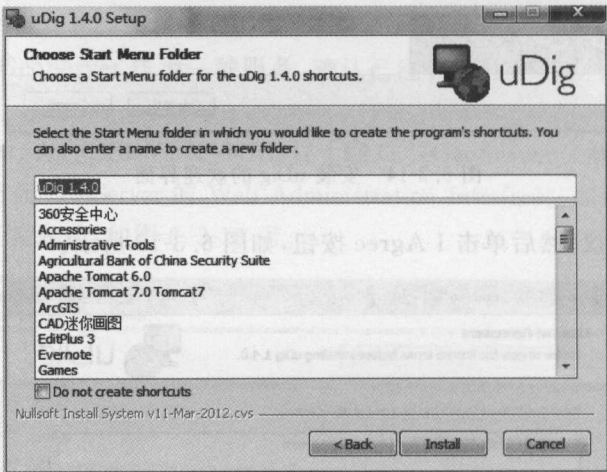 uDig 1.4.0 Setup
Choose Start Menu Folder
Choose a Start Menu folder for the uDig 1.4.0 shortcuts.
uDig
Select the Start Menu folder in which you would like to create the program's shortcuts. You
can also enter a name to create a new folder.
uDig 1.4.0
360安全中心
Accessories
Administrative Tools
Agricultural Bank of China Security Suite
Apache Tomcat 6.0
Apache Tomcat 7.0 Tomcat7
ArcGIS
CAD迷你画图
EditPlus 3
Evernote
Games
Do not create shortcuts
Nullsoft Install System v11-Mar-2012.cvs
< Back
Install
Cancel